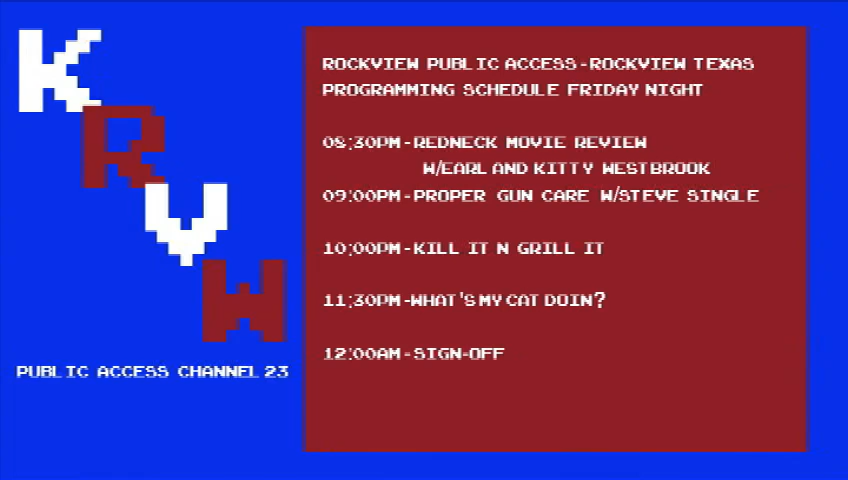 K
R
V
W
PUBLIC ACCESS CHANNEL 23
ROCKVIEW PUBLIC ACCESS-ROCKVIEW TEXAS
PROGRAMMING SCHEDULE FRIDAY NIGHT
08:30PM-REDNECK MOVIE REVIEW
W/EARL AND KITTY WESTBROOK
09:00PM-PROPER GUN CARE W/STEVE SINGLE
10:00PM-KILL IT N GRILL IT
11:30PM-WHAT'S MY CAT DOIN?
12:00AM-SIGN-OFF